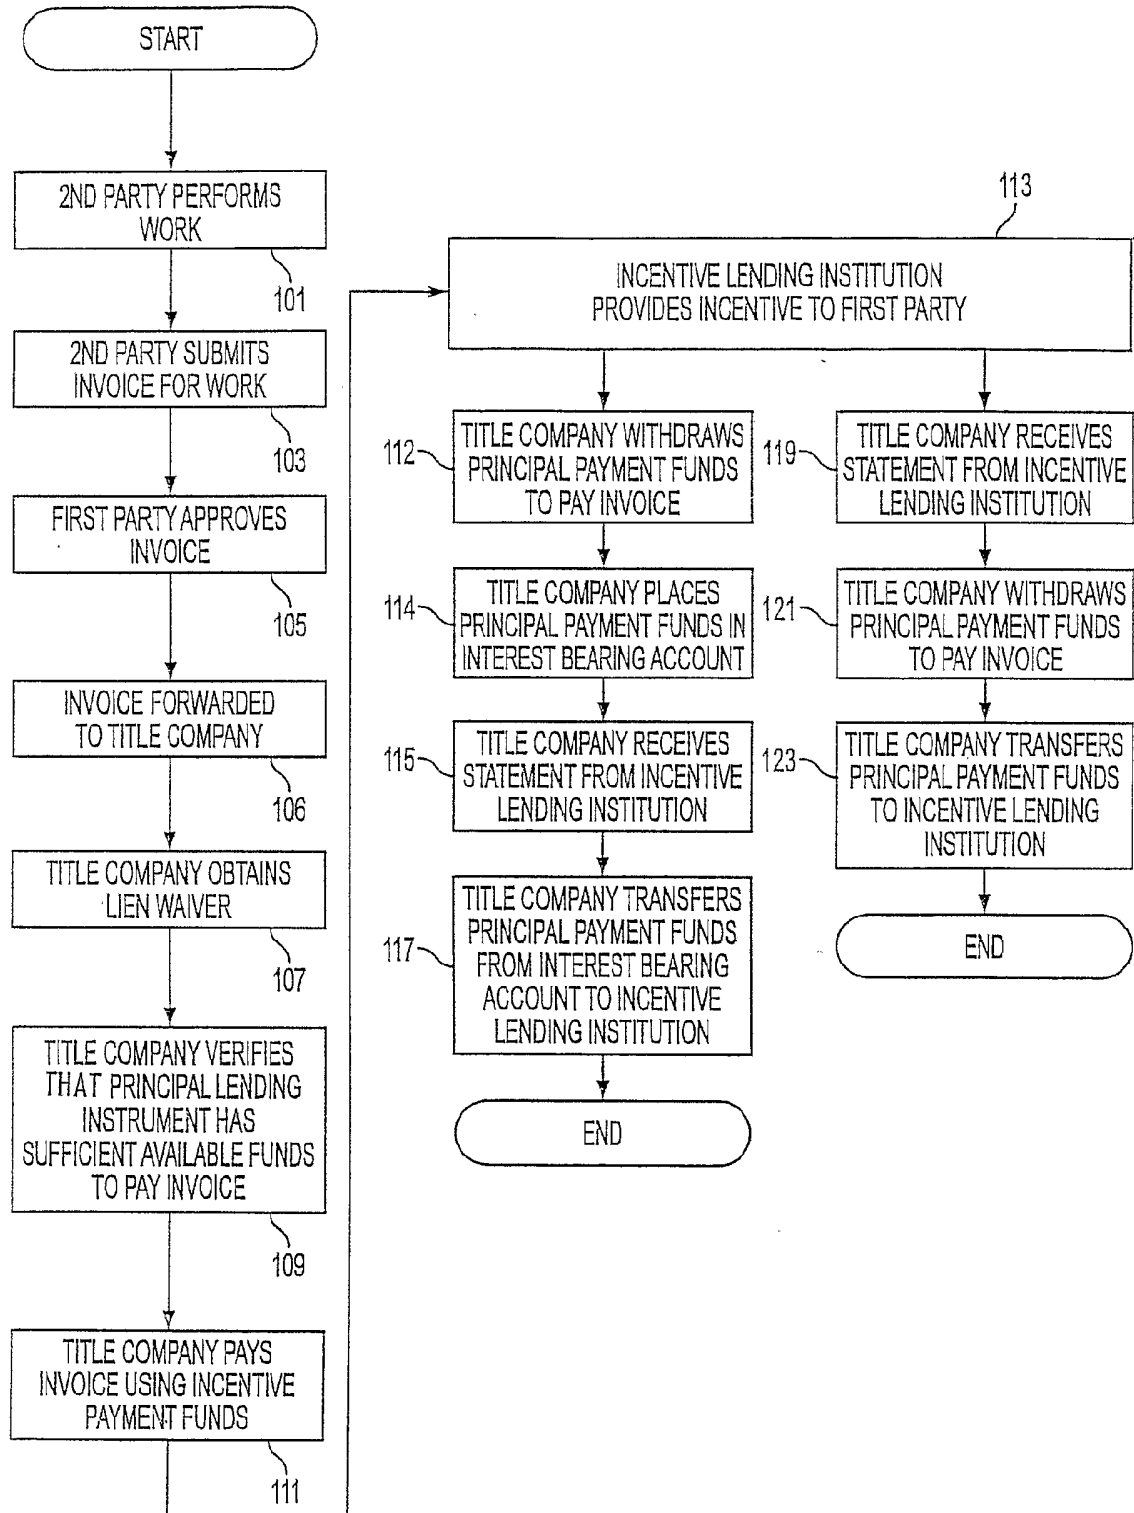 START
2ND PARTY PERFORMS
WORK
101
2ND PARTY SUBMITS
INVOICE FOR WORK
103
FIRST PARTY APPROVES
INVOICE
105
INVOICE FORWARDED
TO TITLE COMPANY
106
TITLE COMPANY OBTAINS
LIEN WAIVER
107
TITLE COMPANY VERIFIES
THAT PRINCIPAL LENDING
INSTRUMENT HAS
SUFFICIENT AVAILABLE FUNDS
TO PAY INVOICE
109
TITLE COMPANY PAYS
INVOICE USING INCENTIVE
PAYMENT FUNDS
111
113
INCENTIVE LENDING INSTITUTION
PROVIDES INCENTIVE TO FIRST PARTY
112
TITLE COMPANY WITHDRAWS
PRINCIPAL PAYMENT FUNDS
TO PAY INVOICE
114
TITLE COMPANY PLACES
PRINCIPAL PAYMENT FUNDS IN
INTEREST BEARING ACCOUNT
115
TITLE COMPANY RECEIVES
STATEMENT FROM INCENTIVE
LENDING INSTITUTION
117
TITLE COMPANY TRANSFERS
PRINCIPAL PAYMENT FUNDS
FROM INTEREST BEARING
ACCOUNT TO INCENTIVE
LENDING INSTITUTION
END
119
TITLE COMPANY RECEIVES
STATEMENT FROM INCENTIVE
LENDING INSTITUTION
121
TITLE COMPANY WITHDRAWS
PRINCIPAL PAYMENT FUNDS
TO PAY INVOICE
123
TITLE COMPANY TRANSFERS
PRINCIPAL PAYMENT FUNDS
TO INCENTIVE LENDING
INSTITUTION
END